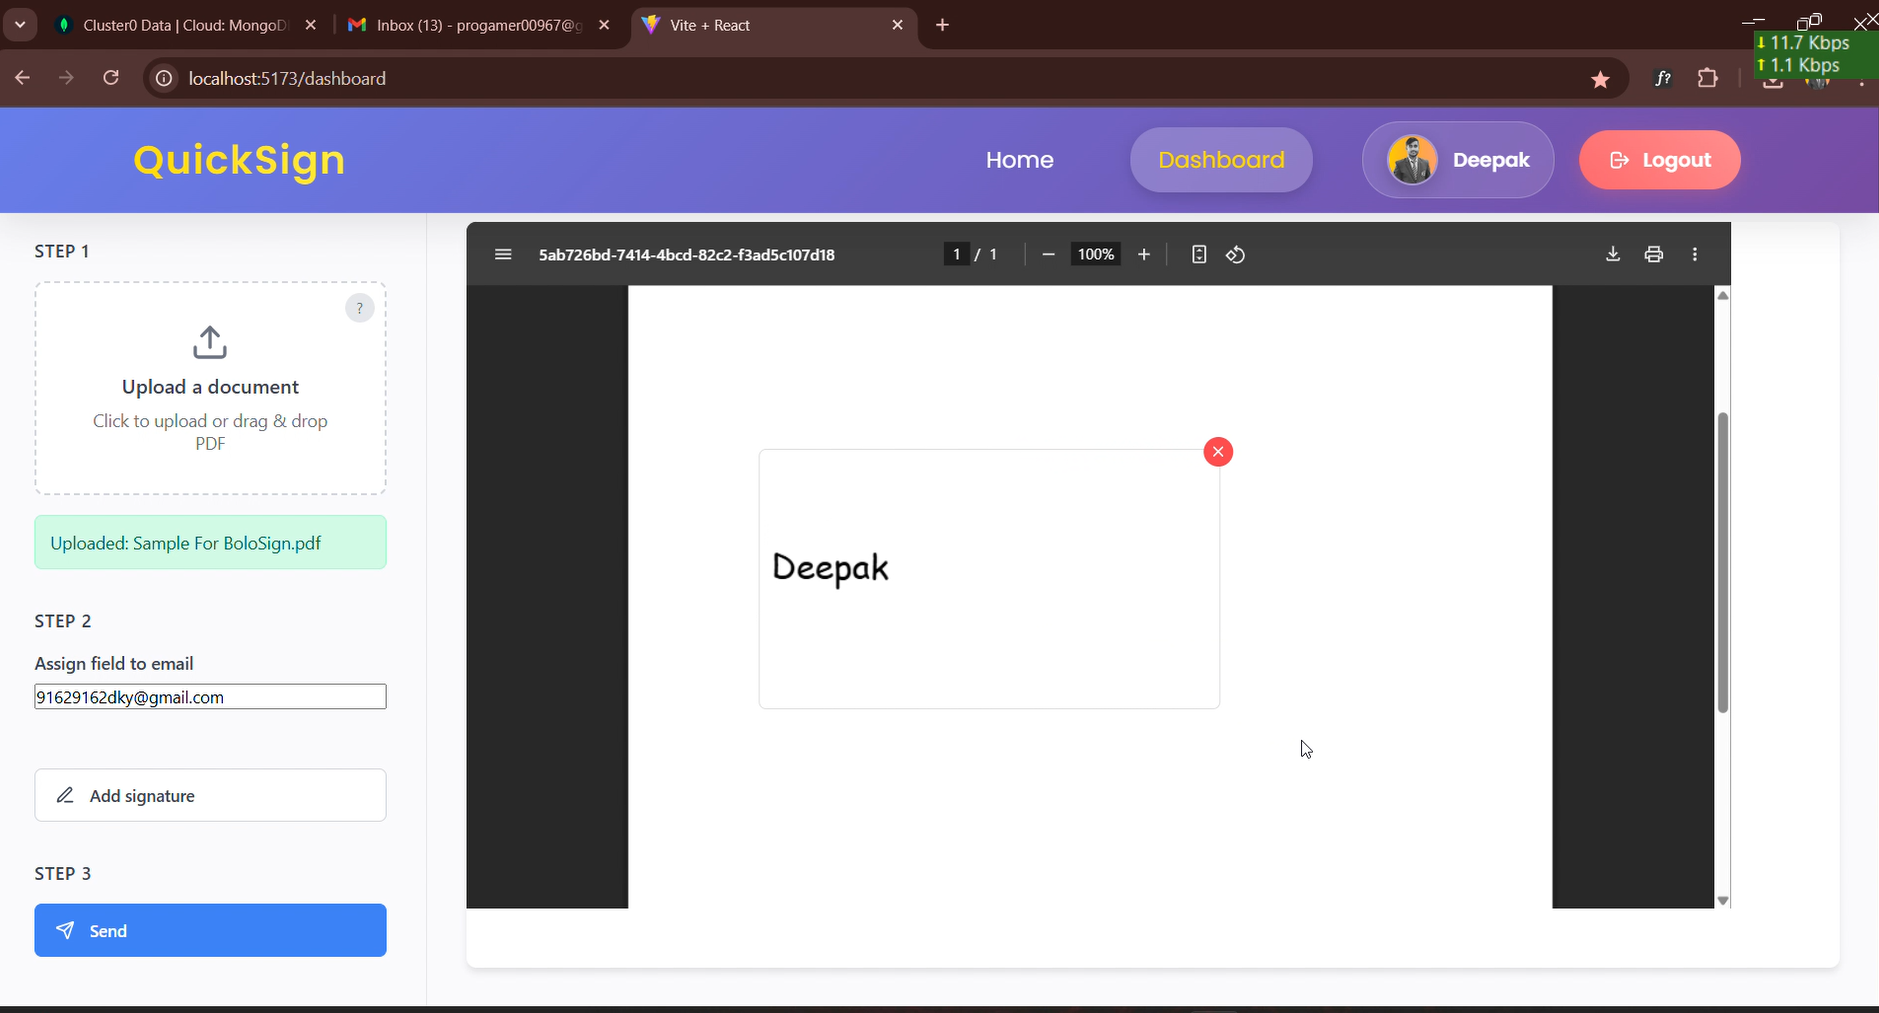 Cluster0 Data | Cloud: MongoD
Inbox (13) - progamer00967@g
Vite + React
11.7 Kbps
1.1 Kbps
localhost:5173/dashboard
f?
QuickSign
Home
Dashboard
Deepak
Logout
STEP 1
?
Upload a document
Click to upload or drag & drop
PDF
Uploaded: Sample For BoloSign.pdf
STEP 2
Assign field to email
91629162dky@gmail.com
Add signature
STEP 3
Send
5ab726bd-7414-4bcd-82c2-f3ad5c107d18
1 / 1
100%
Deepak